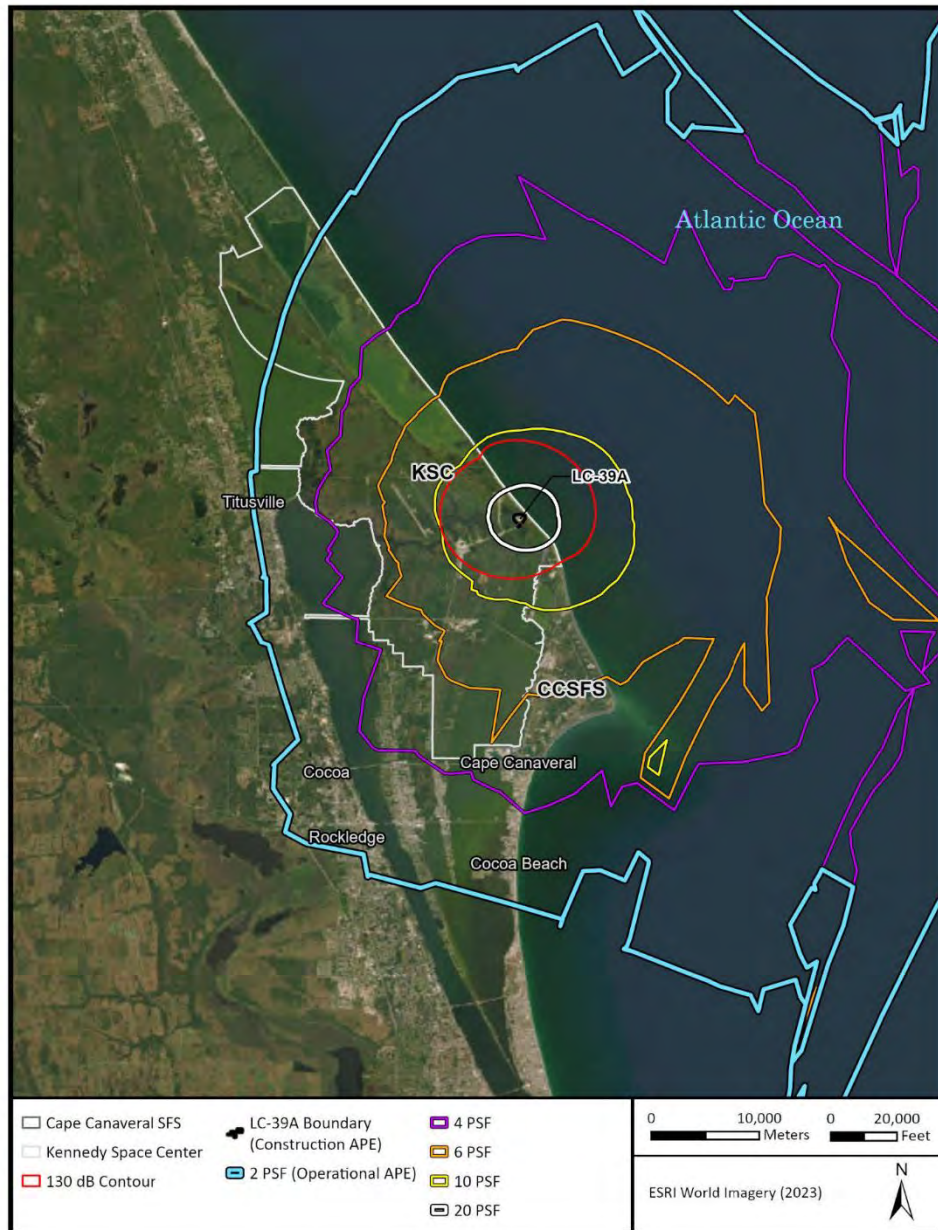 Atlantic Ocean
KSC
LC-39A
Titusville
CCSFS
Cape Canaveral
Cocoa
Rockledge
Cocoa Beach
Cape Canaveral SFS
Kennedy Space Center
130 dB Contour
LC-39A Boundary
(Construction APE)
2 PSF (Operational APE)
4 PSF
6 PSF
10 PSF
20 PSF
0 10,000 0 20,000
Meters Feet
ESRI World Imagery (2023)
N